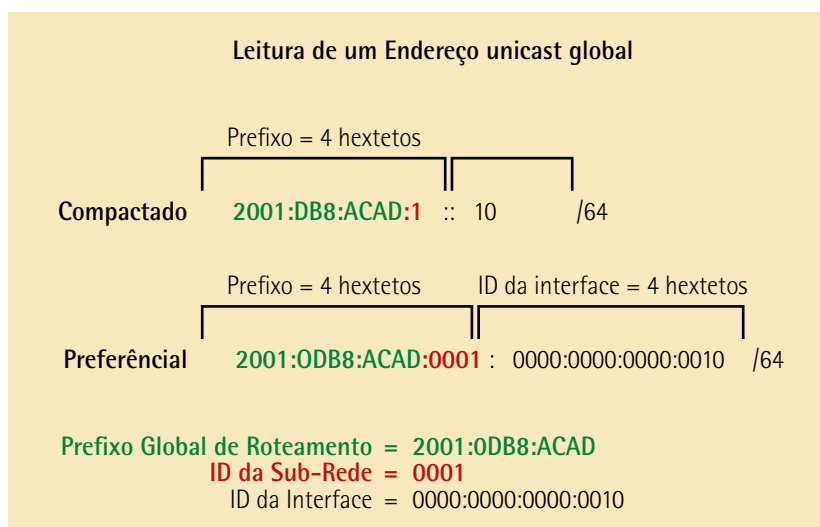 Leitura de um Endereço unicast global
Prefixo = 4 hextetos
Compactado 2001:DB8:ACAD:1 :: 10 /64
Prefixo = 4 hextetos ID da interface = 4 hextetos
Preferêncial 2001:ODB8:ACAD:0001 : 0000:0000:0000:0010 /64
Prefixo Global de Roteamento = 2001:0DB8:ACAD
ID da Sub-Rede = 0001
ID da Interface = 0000:0000:0000:0010